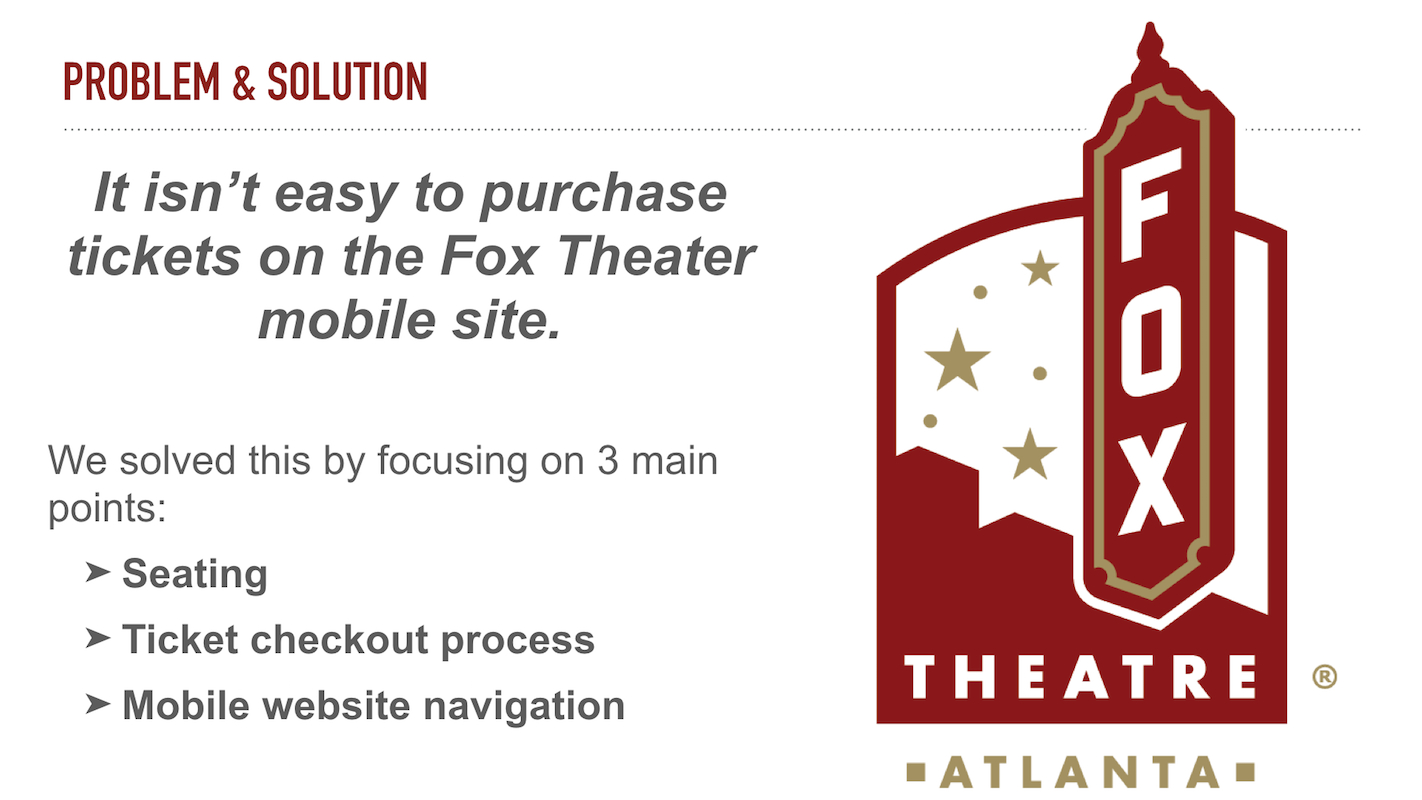 PROBLEM & SOLUTION
It isn’t easy to purchase
tickets on the Fox Theater
mobile site.
We solved this by focusing on 3 main
points:
➤ Seating
➤ Ticket checkout process
➤ Mobile website navigation
FOX
THEATRE ®
ATLANTA